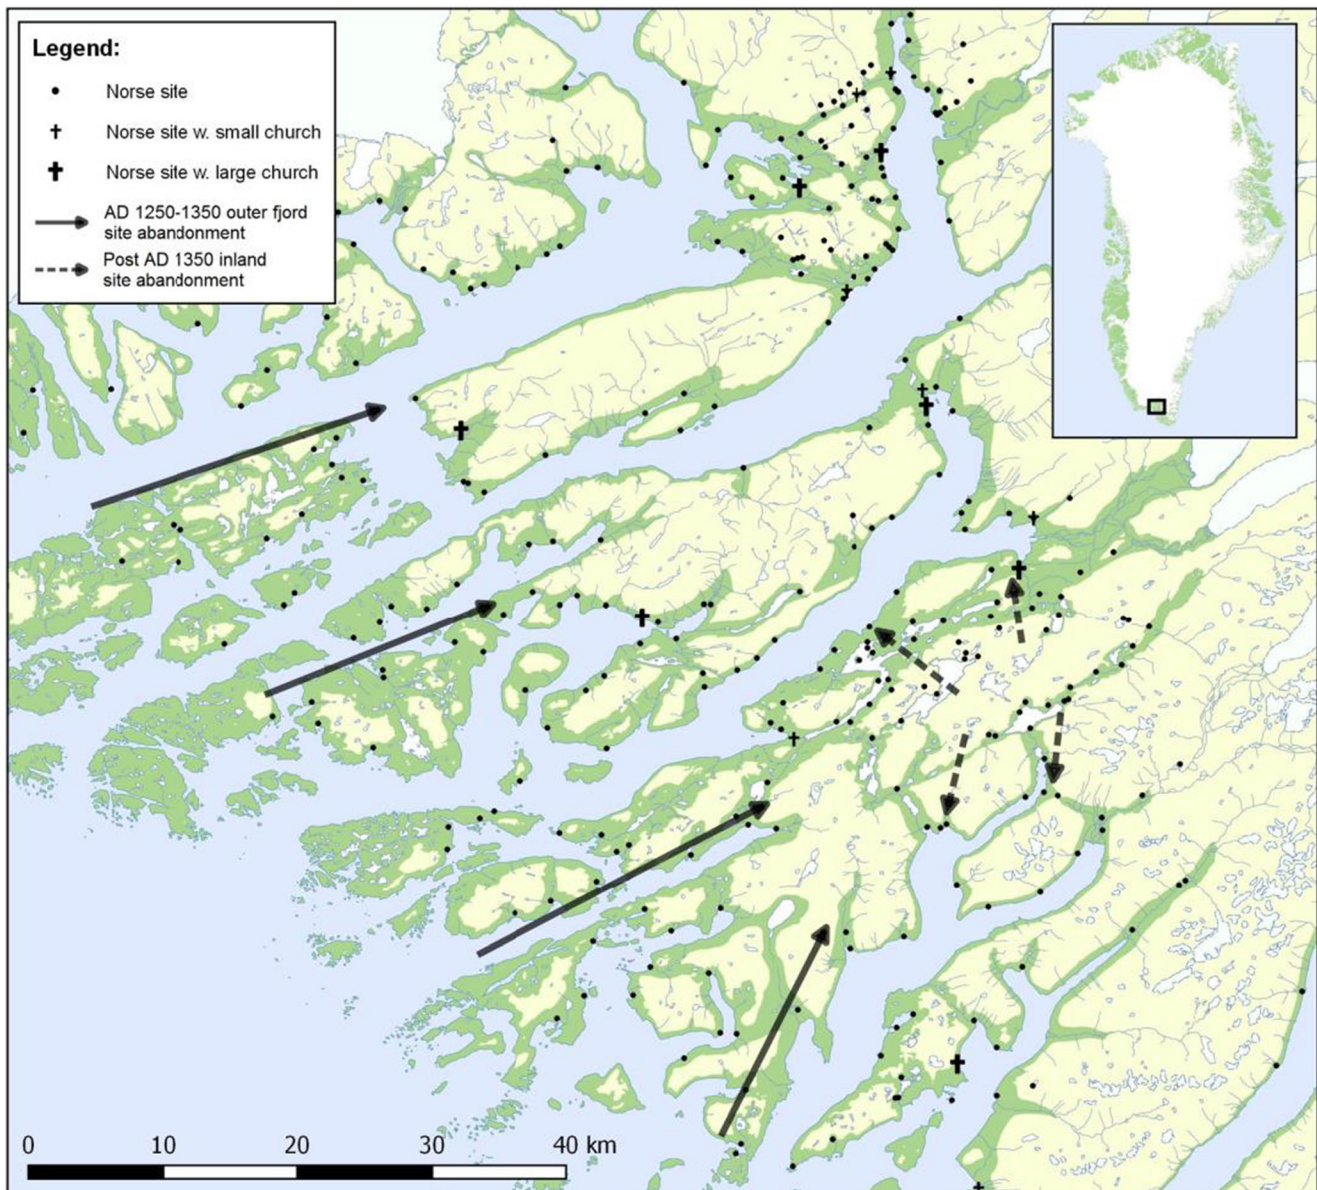 Legend:
Norse site
Norse site w. small church
Norse site w. large church
AD 1250-1350 outer fjord
site abandonment
Post AD 1350 inland
site abandonment
0 10 20 30 40 km